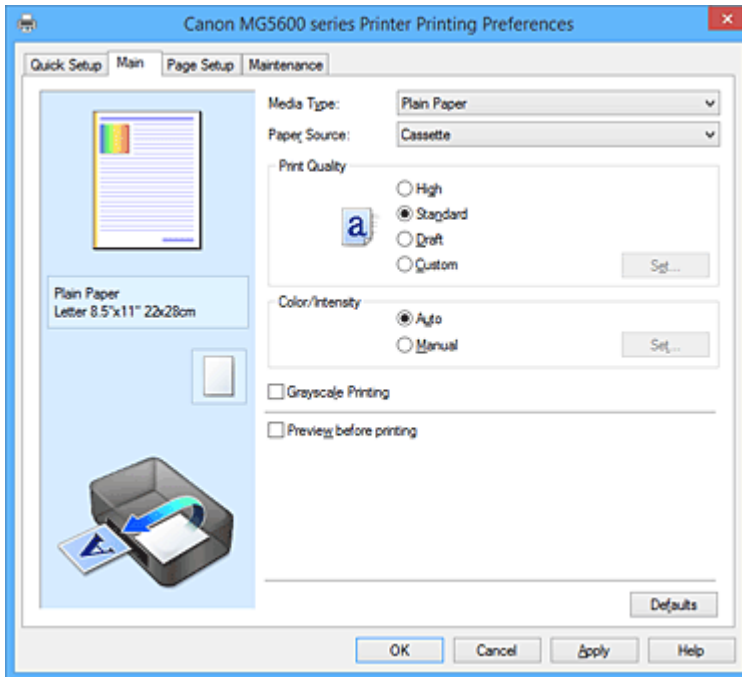 Canon MG5600 series Printer Printing Preferences
Quick Setup Main Page Setup Maintenance
Media Type: Plain Paper
Paper Source: Cassette
Print Quality
High
a Standard
Draft
Custom Set...
Plain Paper
Letter 8.5"x11" 22x28cm
Color/Intensity
Auto
Manual Set...
Grayscale Printing
Preview before printing
A
Defaults
OK Cancel Apply Help